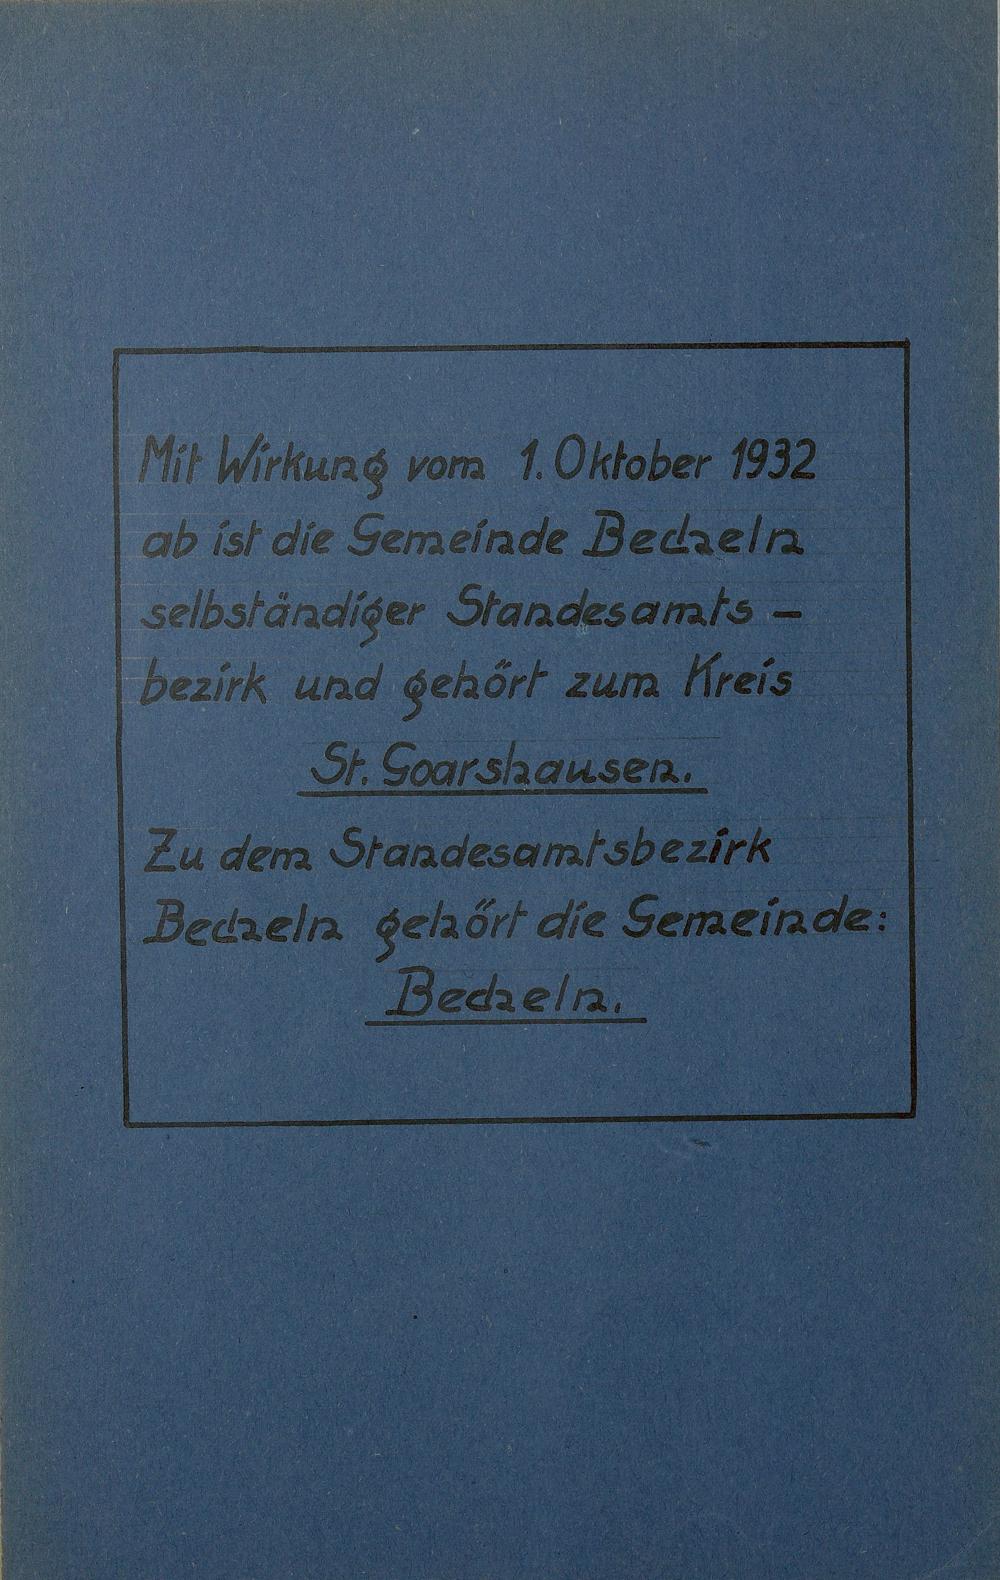 Mit Wirkung vom 1. Oktober 1932
ab ist die Gemeinde Becheln
selbständiger Standesamts –
bezirk und gehört zum Kreis
St. Goarshausen.
Zu dem Standesamtsbezirk
Becheln gehört die Gemeinde:
Becheln.